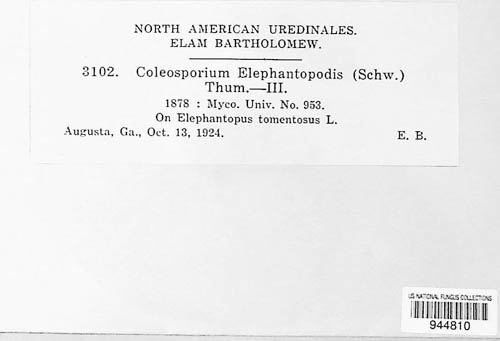 NORTH AMERICAN UREDINALES.
ELAM BARTHOLOMEW.
3102. Coleosporium Elephantopodis (Schw.)
Thum.—III.
1878 : Myco. Univ. No. 953.
On Elephantopus tomentosus L.
Augusta, Ga., Oct. 13, 1924. E. B.
US NATIONAL FUNGUS COLLECTIONS
944810